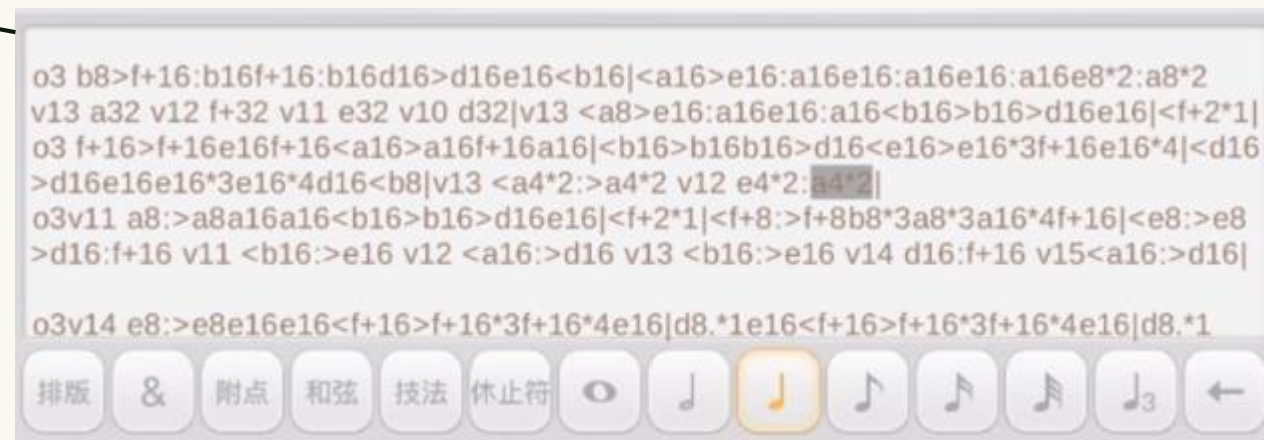 o3 b8>f+16:b16f+16:b16d16>d16e16<b16|<a16>e16:a16e16:a16e16:a16e8*2:a8*2
v13 a32 v12 f+32 v11 e32 v10 d32|v13 <a8>e16:a16e16:a16<b16>b16>d16e16|<f+2*1|
o3 f+16>f+16e16f+16<a16>a16f+16a16|<b16>b16b16>d16<e16>e16*3f+16e16*4|<d16
>d16e16e16*3e16*4d16<b8|v13 <a4*2:>a4*2 v12 e4*2:a4*2|
o3v11 a8:>a8a16a16<b16>b16>d16e16|<f+2*1|<f+8:>f+8b8*3a8*3a16*4f+16|<e8:>e8
>d16:f+16 v11 <b16:>e16 v12 <a16:>d16 v13 <b16:>e16 v14 d16:f+16 v15<a16:>d16|
o3v14 e8:>e8e16e16<f+16>f+16*3f+16*4e16|d8.*1e16<f+16>f+16*3f+16*4e16|d8.*1
排版 & 附点 和弦 技法 休止符 3